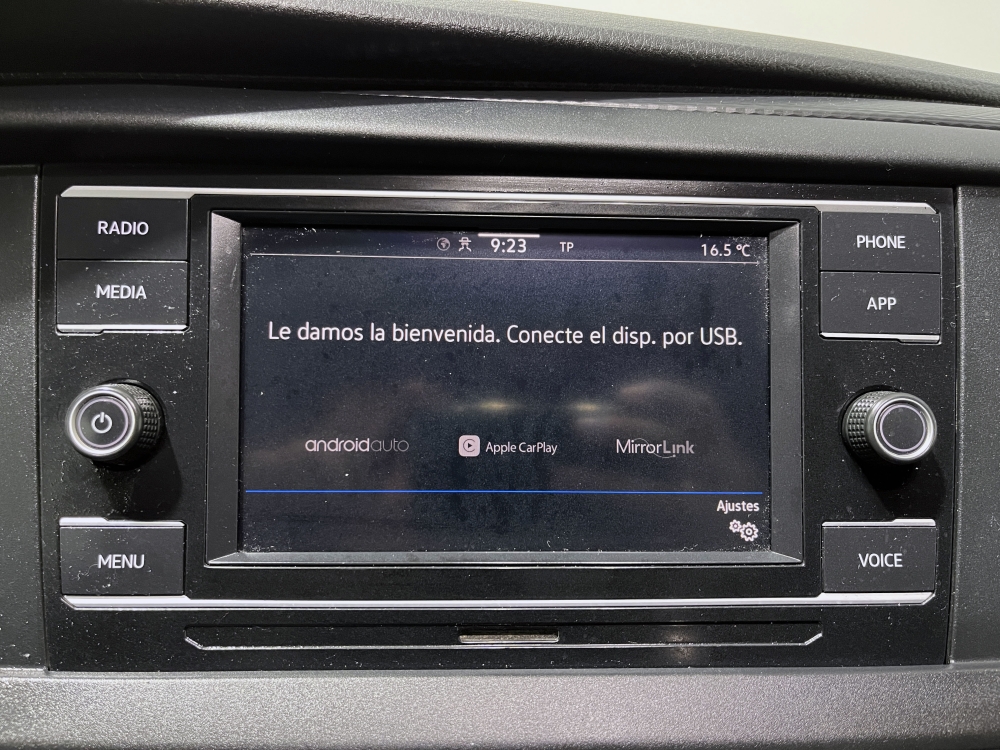 RADIO
MEDIA
MENU
9:23 TP 16.5 °C
Le damos la bienvenida. Conecte el disp. por USB.
androidauto Apple CarPlay MirrorLink
Ajustes
PHONE
APP
VOICE